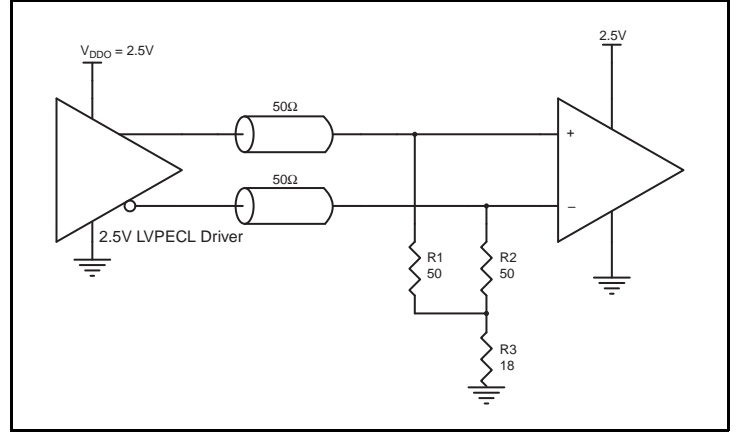 V_DDO = 2.5V
2.5V
50Ω
50Ω
+
–
2.5V LVPECL Driver
R1
50
R2
50
R3
18